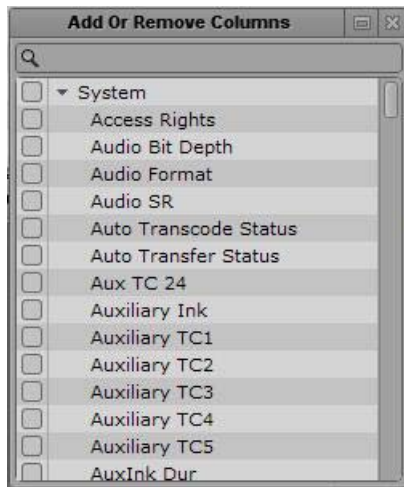 Add Or Remove Columns
System
Access Rights
Audio Bit Depth
Audio Format
Audio SR
Auto Transcode Status
Auto Transfer Status
Aux TC 24
Auxiliary Ink
Auxiliary TC1
Auxiliary TC2
Auxiliary TC3
Auxiliary TC4
Auxiliary TC5
AuxInk Dur